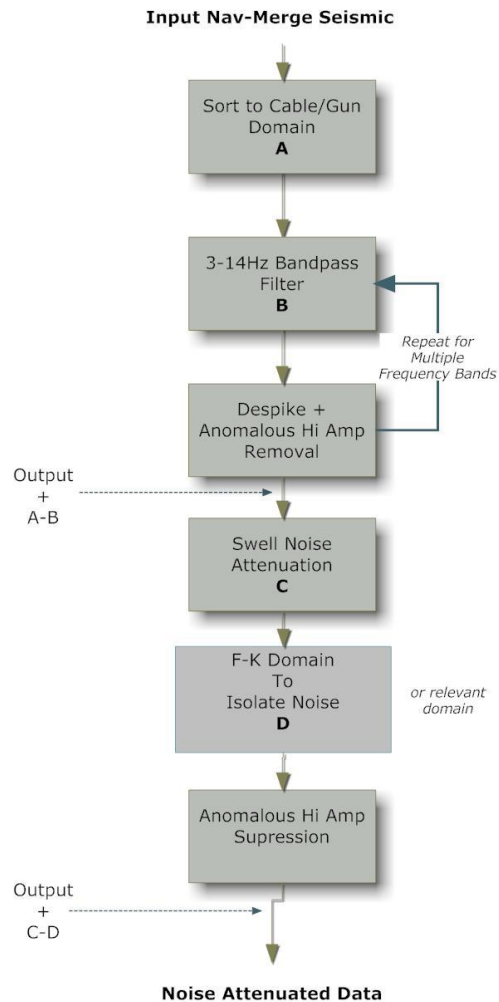 Input Nav-Merge Seismic
Sort to Cable/Gun
Domain
A
3-14Hz Bandpass
Filter
B
Repeat for
Multiple
Frequency Bands
Despike +
Anomalous Hi Amp
Removal
Output
+
A-B
Swell Noise
Attenuation
C
F-K Domain
To
Isolate Noise
D
or relevant
domain
Anomalous Hi Amp
Supression
Output
+
C-D
Noise Attenuated Data